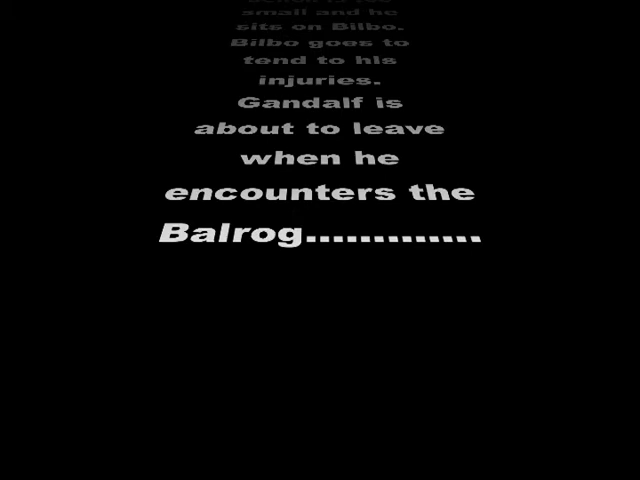 small and he
sits on Bilbo.
Bilbo goes to
tend to his
injuries.
Gandalf is
about to leave
when he
encounters the
Balrog.............